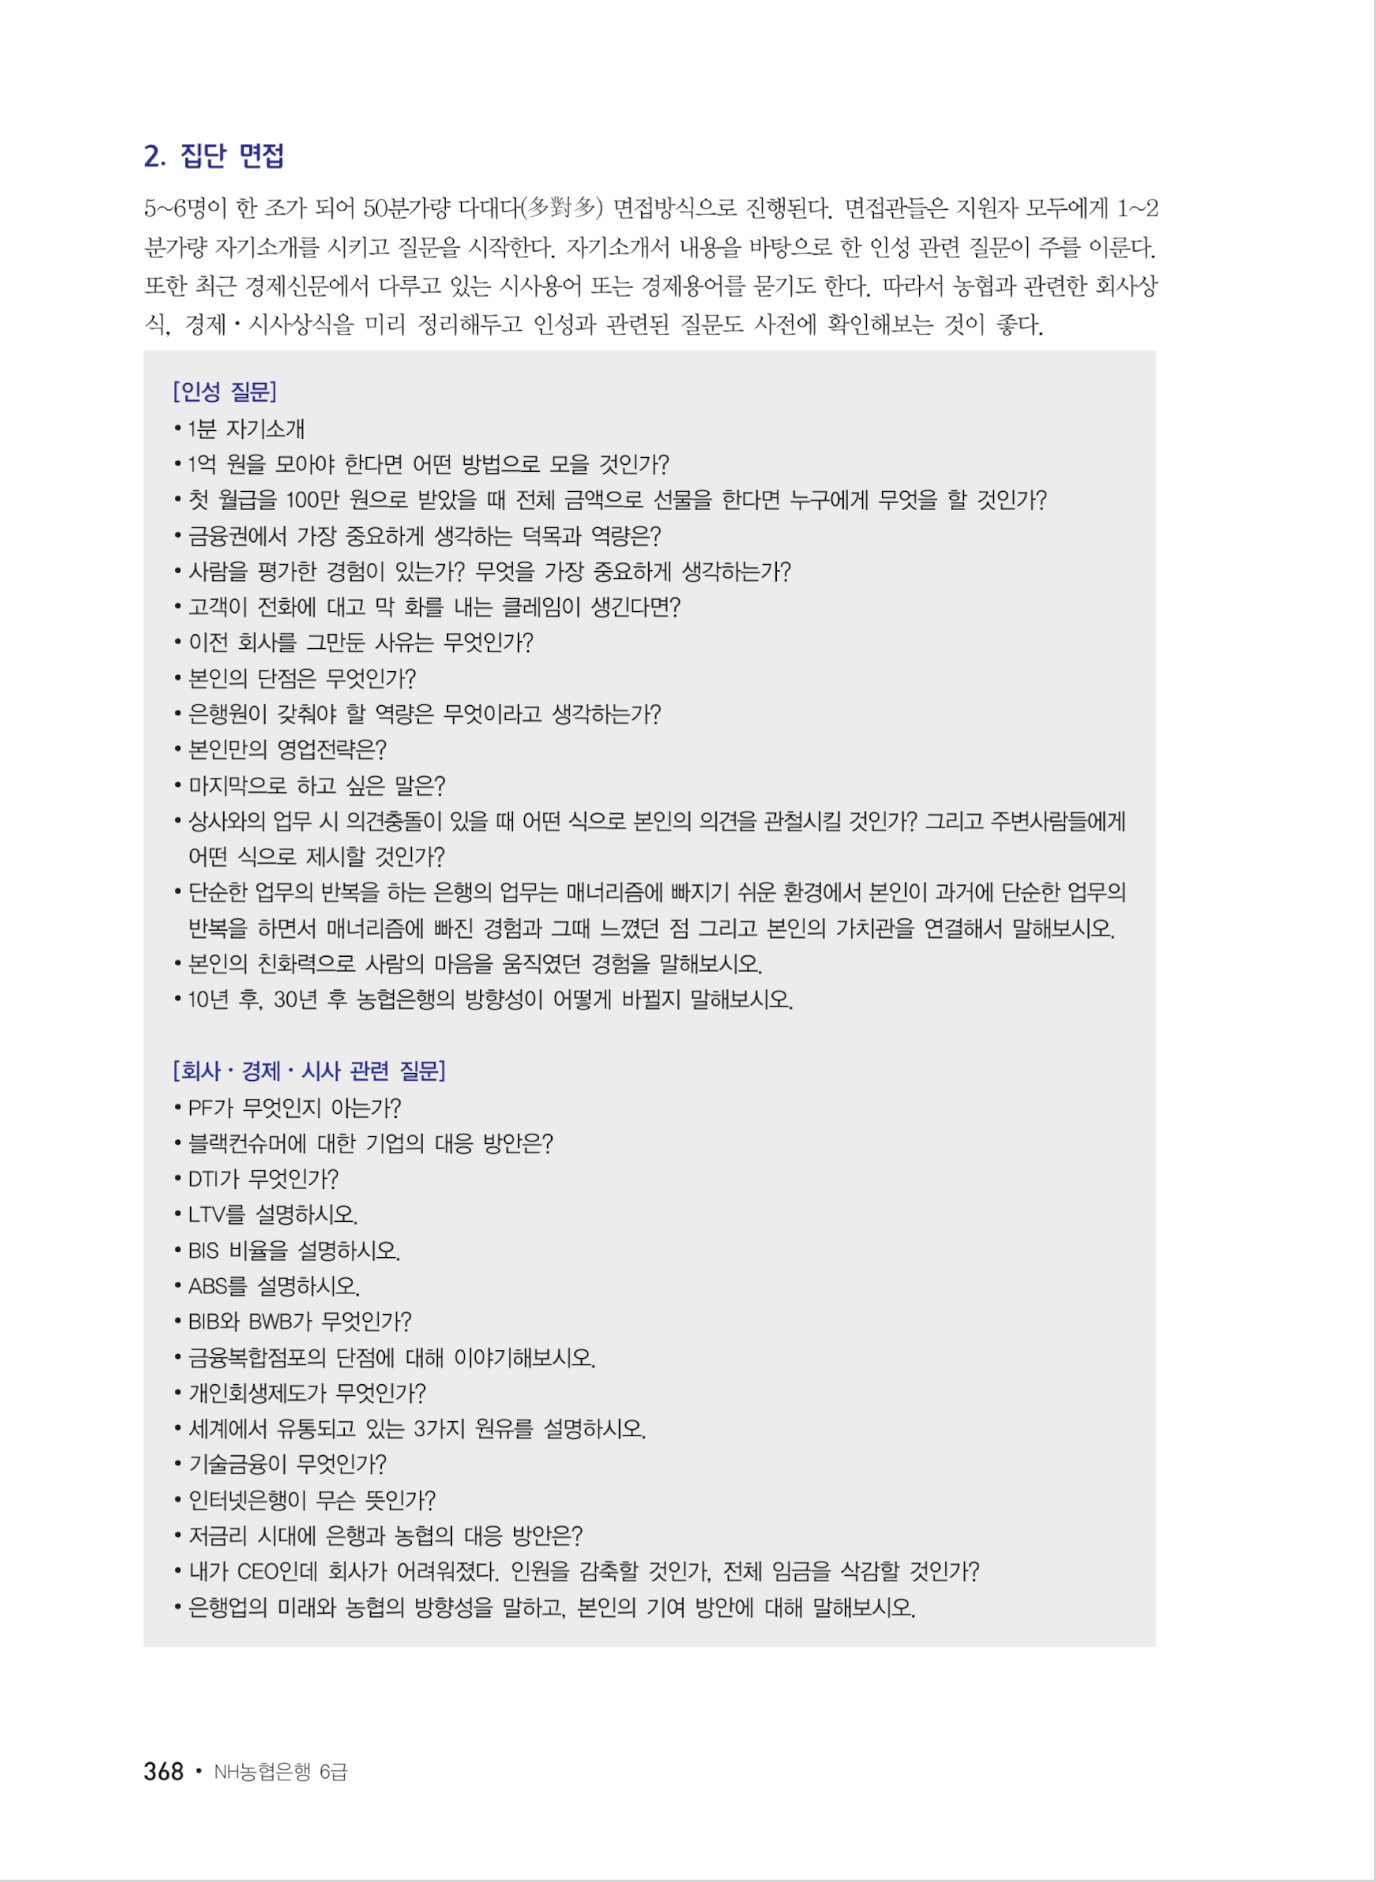 2. 집단 면접
5~6명이 한 조가 되어 50분가량 다대다(多對多) 면접방식으로 진행된다. 면접관들은 지원자 모두에게 1~2
분가량 자기소개를 시키고 질문을 시작한다. 자기소개서 내용을 바탕으로 한 인성 관련 질문이 주를 이룬다.
또한 최근 경제신문에서 다루고 있는 시사용어 또는 경제용어를 묻기도 한다. 따라서 농협과 관련한 회사상
식, 경제·시사상식을 미리 정리해두고 인성과 관련된 질문도 사전에 확인해보는 것이 좋다.
[인성 질문]
• 1분 자기소개
• 1억 원을 모아야 한다면 어떤 방법으로 모을 것인가?
• 첫 월급을 100만 원으로 받았을 때 전체 금액으로 선물을 한다면 누구에게 무엇을 할 것인가?
• 금융권에서 가장 중요하게 생각하는 덕목과 역량은?
• 사람을 평가한 경험이 있는가? 무엇을 가장 중요하게 생각하는가?
• 고객이 전화에 대고 막 화를 내는 클레임이 생긴다면?
• 이전 회사를 그만둔 사유는 무엇인가?
• 본인의 단점은 무엇인가?
• 은행원이 갖춰야 할 역량은 무엇이라고 생각하는가?
• 본인만의 영업전략은?
• 마지막으로 하고 싶은 말은?
• 상사와의 업무 시 의견충돌이 있을 때 어떤 식으로 본인의 의견을 관철시킬 것인가? 그리고 주변사람들에게
어떤 식으로 제시할 것인가?
• 단순한 업무의 반복을 하는 은행의 업무는 매너리즘에 빠지기 쉬운 환경에서 본인이 과거에 단순한 업무의
반복을 하면서 매너리즘에 빠진 경험과 그때 느꼈던 점 그리고 본인의 가치관을 연결해서 말해보시오.
• 본인의 친화력으로 사람의 마음을 움직였던 경험을 말해보시오.
• 10년 후, 30년 후 농협은행의 방향성이 어떻게 바뀔지 말해보시오.
[회사·경제·시사 관련 질문]
• PF가 무엇인지 아는가?
• 블랙컨슈머에 대한 기업의 대응 방안은?
• DTI가 무엇인가?
• LTV를 설명하시오.
• BIS 비율을 설명하시오.
• ABS를 설명하시오.
• BIB와 BWB가 무엇인가?
• 금융복합점포의 단점에 대해 이야기해보시오.
• 개인회생제도가 무엇인가?
• 세계에서 유통되고 있는 3가지 원유를 설명하시오.
• 기술금융이 무엇인가?
• 인터넷은행이 무슨 뜻인가?
• 저금리 시대에 은행과 농협의 대응 방안은?
• 내가 CEO인데 회사가 어려워졌다. 인원을 감축할 것인가, 전체 임금을 삭감할 것인가?
• 은행업의 미래와 농협의 방향성을 말하고, 본인의 기여 방안에 대해 말해보시오.
368 • NH농협은행 6급